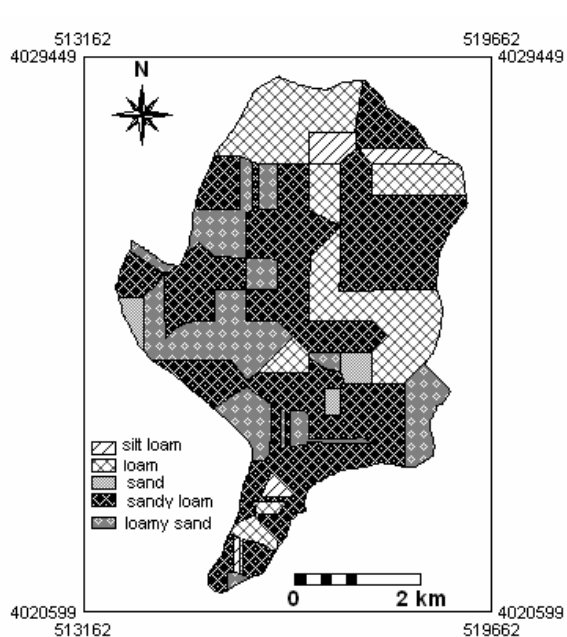 513162 519662
4029449 4029449
N
silt loam
loam
sand
sandy loam
loamy sand
0 2 km
4020599 4020599
513162 519662